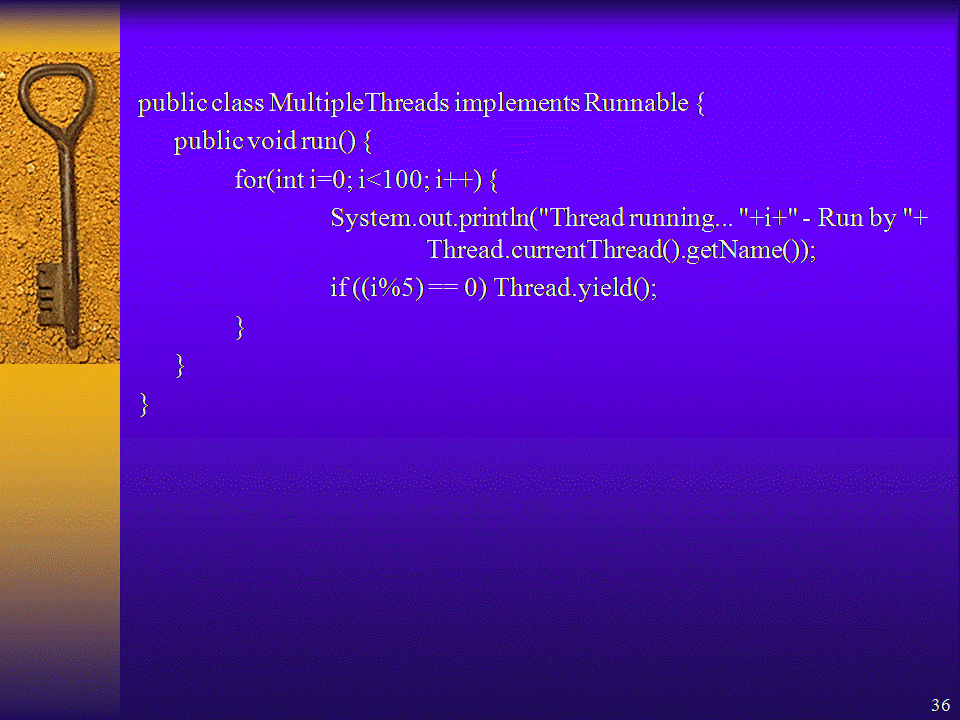 public class MultipleThreads implements Runnable {
public void run() {
for(int i=0; i<100; i++) {
System.out.println("Thread running... "+i+" - Run by "+
Thread.currentThread().getName());
if ((i%5) == 0) Thread.yield();
}
}
}
36